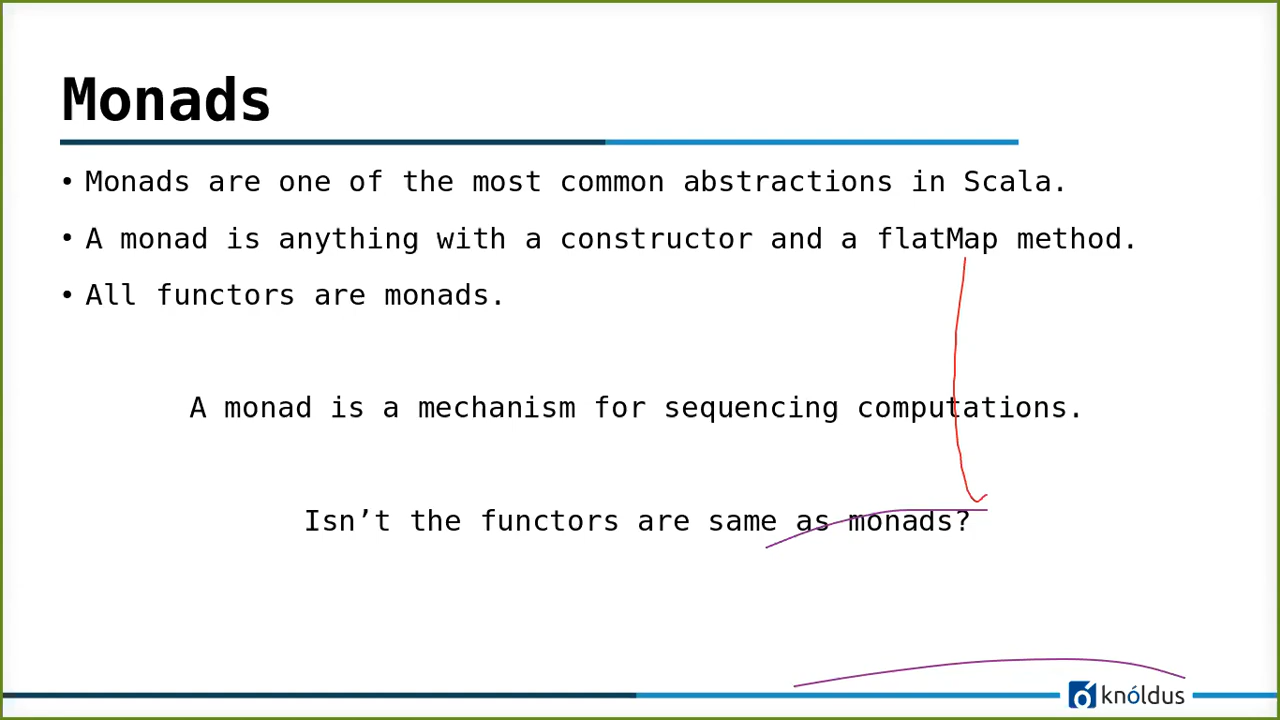 Monads
• Monads are one of the most common abstractions in Scala.
• A monad is anything with a constructor and a flatMap method.
• All functors are monads.
A monad is a mechanism for sequencing computations.
Isn’t the functors are same as monads?
knóldus